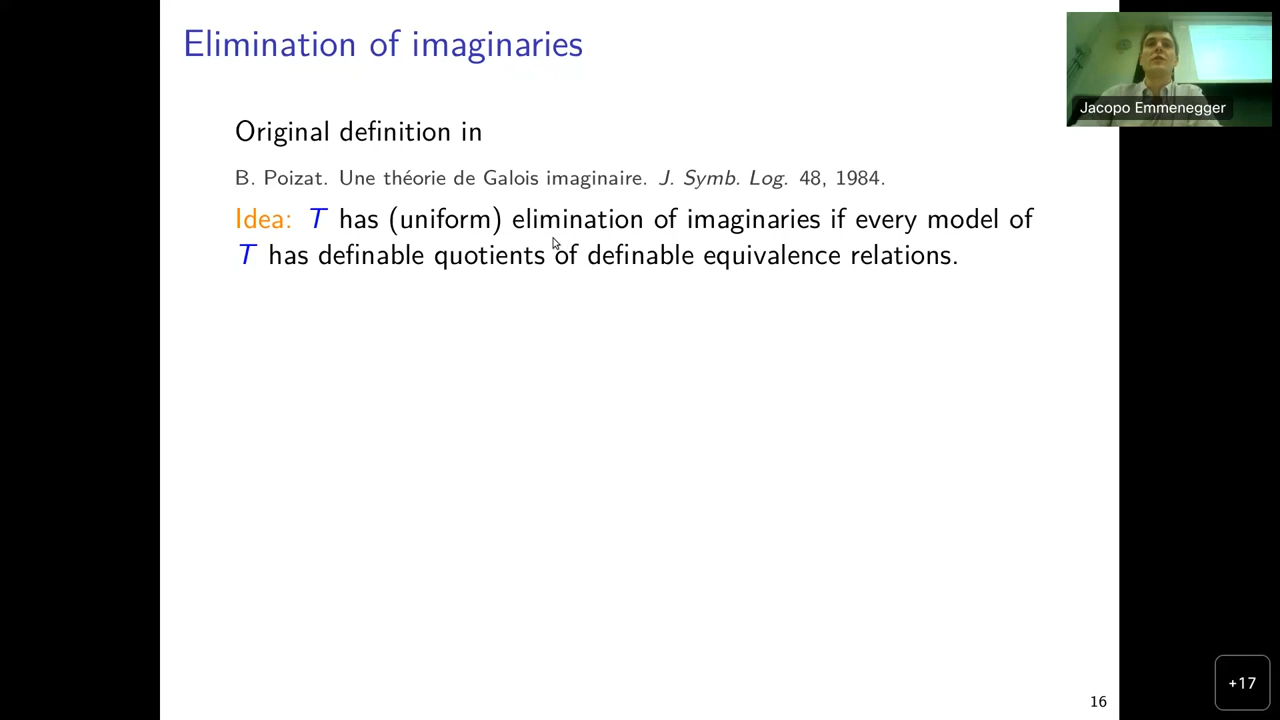 Elimination of imaginaries
Jacopo Emmenegger
Original definition in
B. Poizat. Une théorie de Galois imaginaire. J. Symb. Log. 48, 1984.
Idea: T has (uniform) elimination of imaginaries if every model of
T has definable quotients of definable equivalence relations.
+17
16